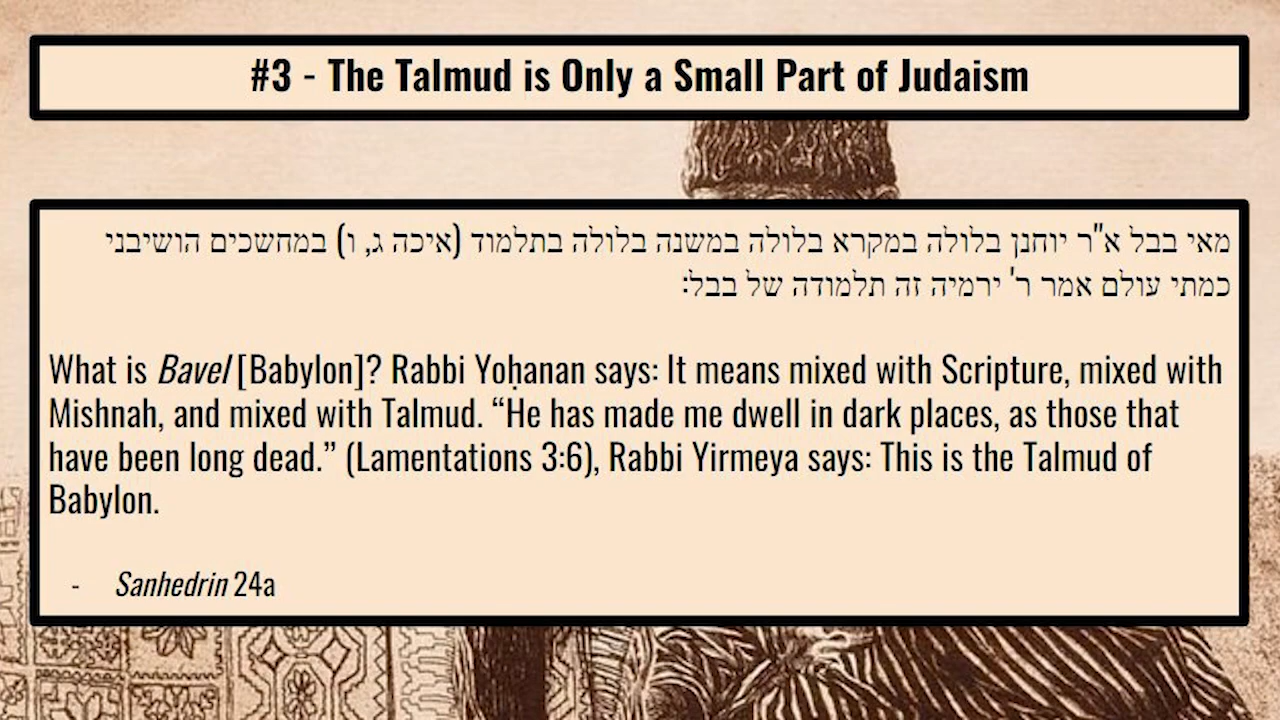 #3 - The Talmud is Only a Small Part of Judaism
מאי בבל א"ר יוחנן בלולה במקרא בלולה במשנה בלולה בתלמוד (איכה ג, ו) במחשכים הושיבני
כמתי עולם אמר ר' ירמיה זה תלמודה של בבל:
What is Bavel [Babylon]? Rabbi Yoḥanan says: It means mixed with Scripture, mixed with
Mishnah, and mixed with Talmud. “He has made me dwell in dark places, as those that
have been long dead.” (Lamentations 3:6), Rabbi Yirmeya says: This is the Talmud of
Babylon.
- Sanhedrin 24a